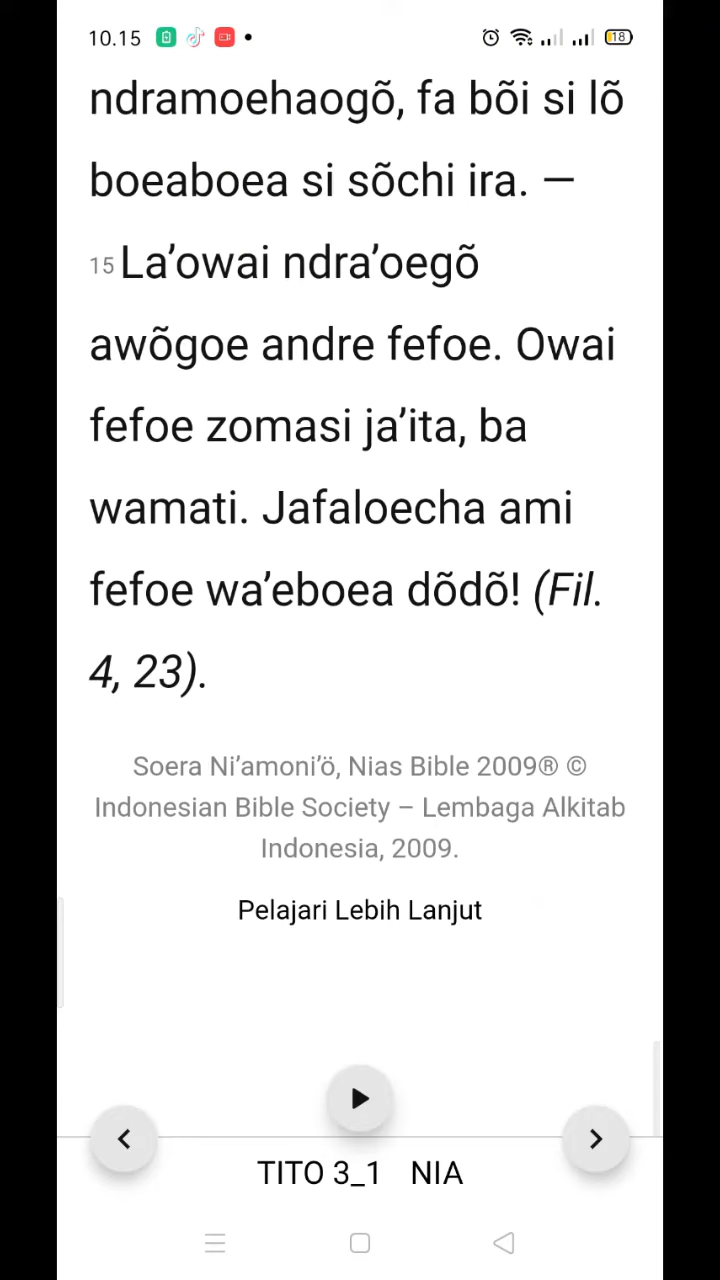 10.15 18
ndramoehaogõ, fa bõi si lõ
boeaboea si sõchi ira. —
15 La’owai ndra’oegõ
awõgoe andre fefoe. Owai
fefoe zomasi ja’ita, ba
wamati. Jafaloecha ami
fefoe wa’eboea dõdõ! (Fil.
4, 23).
Soera Ni’amoni’ö, Nias Bible 2009® ©
Indonesian Bible Society – Lembaga Alkitab
Indonesia, 2009.
Pelajari Lebih Lanjut
TITO 3_1 NIA